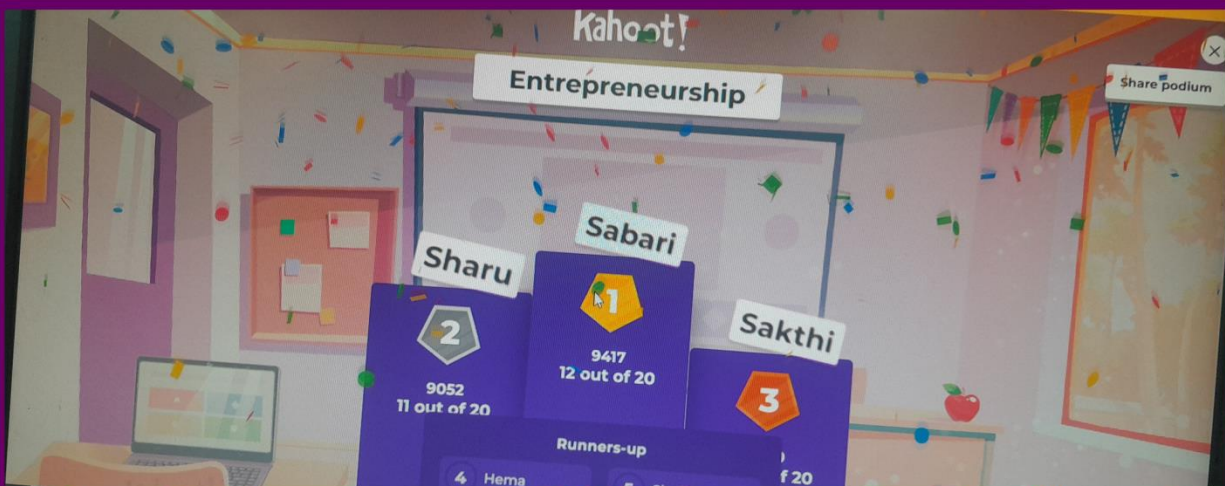 Kahoot!
Entrepreneurship
Share podium
Sabari
1
9417
12 out of 20
Sharu
2
9052
11 out of 20
Sakthi
3
f 20
Runners-up
4 Hema